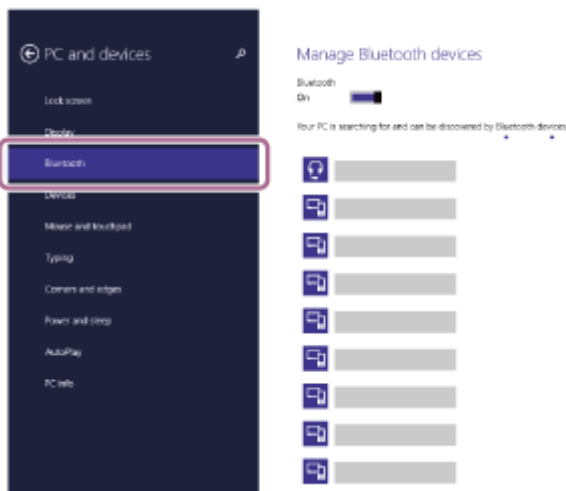 PC and devices
Lock screen
Display
Bluetooth
Devices
Mouse and touchpad
Typing
Corners and edges
Power and sleep
AutoPlay
PC info
Manage Bluetooth devices
Bluetooth
On
Your PC is searching for and can be discovered by Bluetooth devices